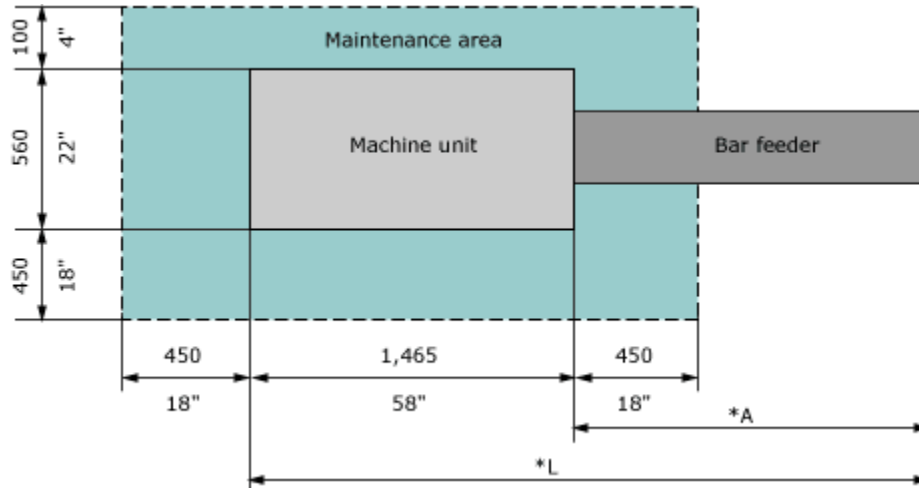 100
4"
Maintenance area
560
22"
Machine unit
Bar feeder
450
18"
450
1,465
450
18"
58"
18"
*A
*L